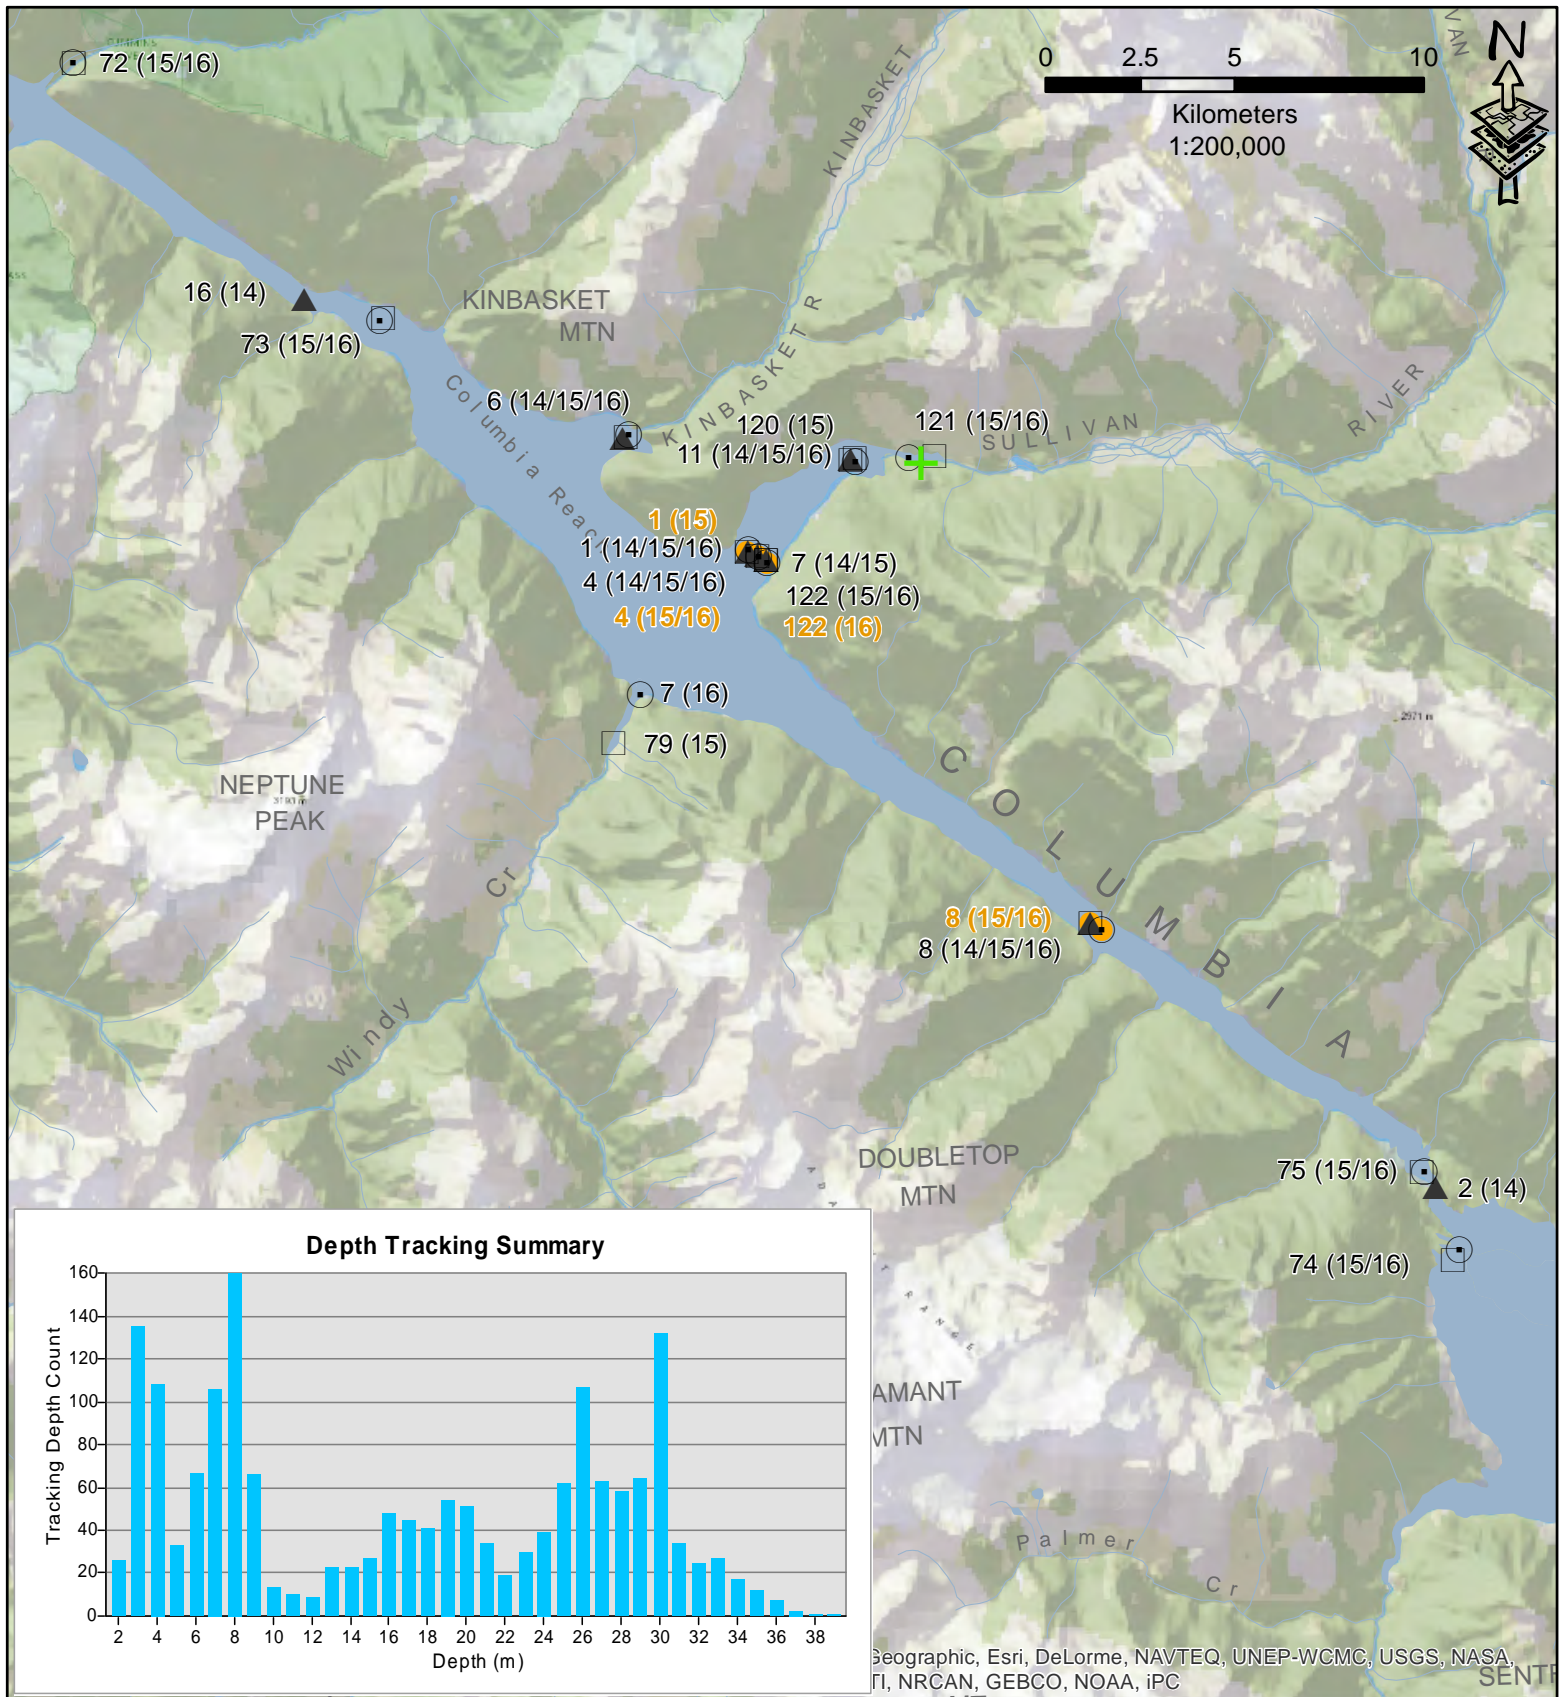 72 (15/16)
0 2.5 5 10
Kilometers
1:200,000
N
VAN
KINBASKET
16 (14)
73 (15/16)
KINBASKET
MTN
KINBASKET R
Columbia Reach
6 (14/15/16)
120 (15)
11 (14/15/16)
121 (15/16)
SULLIVAN
RIVER
1 (15)
1 (14/15/16)
4 (14/15/16)
4 (15/16)
7 (14/15)
122 (15/16)
122 (16)
7 (16)
79 (15)
2971 m
NEPTUNE
3193 m
PEAK
COLUMBIA
Windy Cr
8 (15/16)
8 (14/15/16)
DOUBLETOP
MTN
75 (15/16)
2 (14)
74 (15/16)
RANGE
AMANT
MTN
Palmer
Cr
Depth Tracking Summary
Tracking Depth Count
160
140
120
100
80
60
40
20
0
2 4 6 8 10 12 14 16 18 20 22 24 26 28 30 32 34 36 38
Depth (m)
Geographic, Esri, DeLorme, NAVTEQ, UNEP-WCMC, USGS, NASA,
TI, NRCAN, GEBCO, NOAA, iPC
SENT